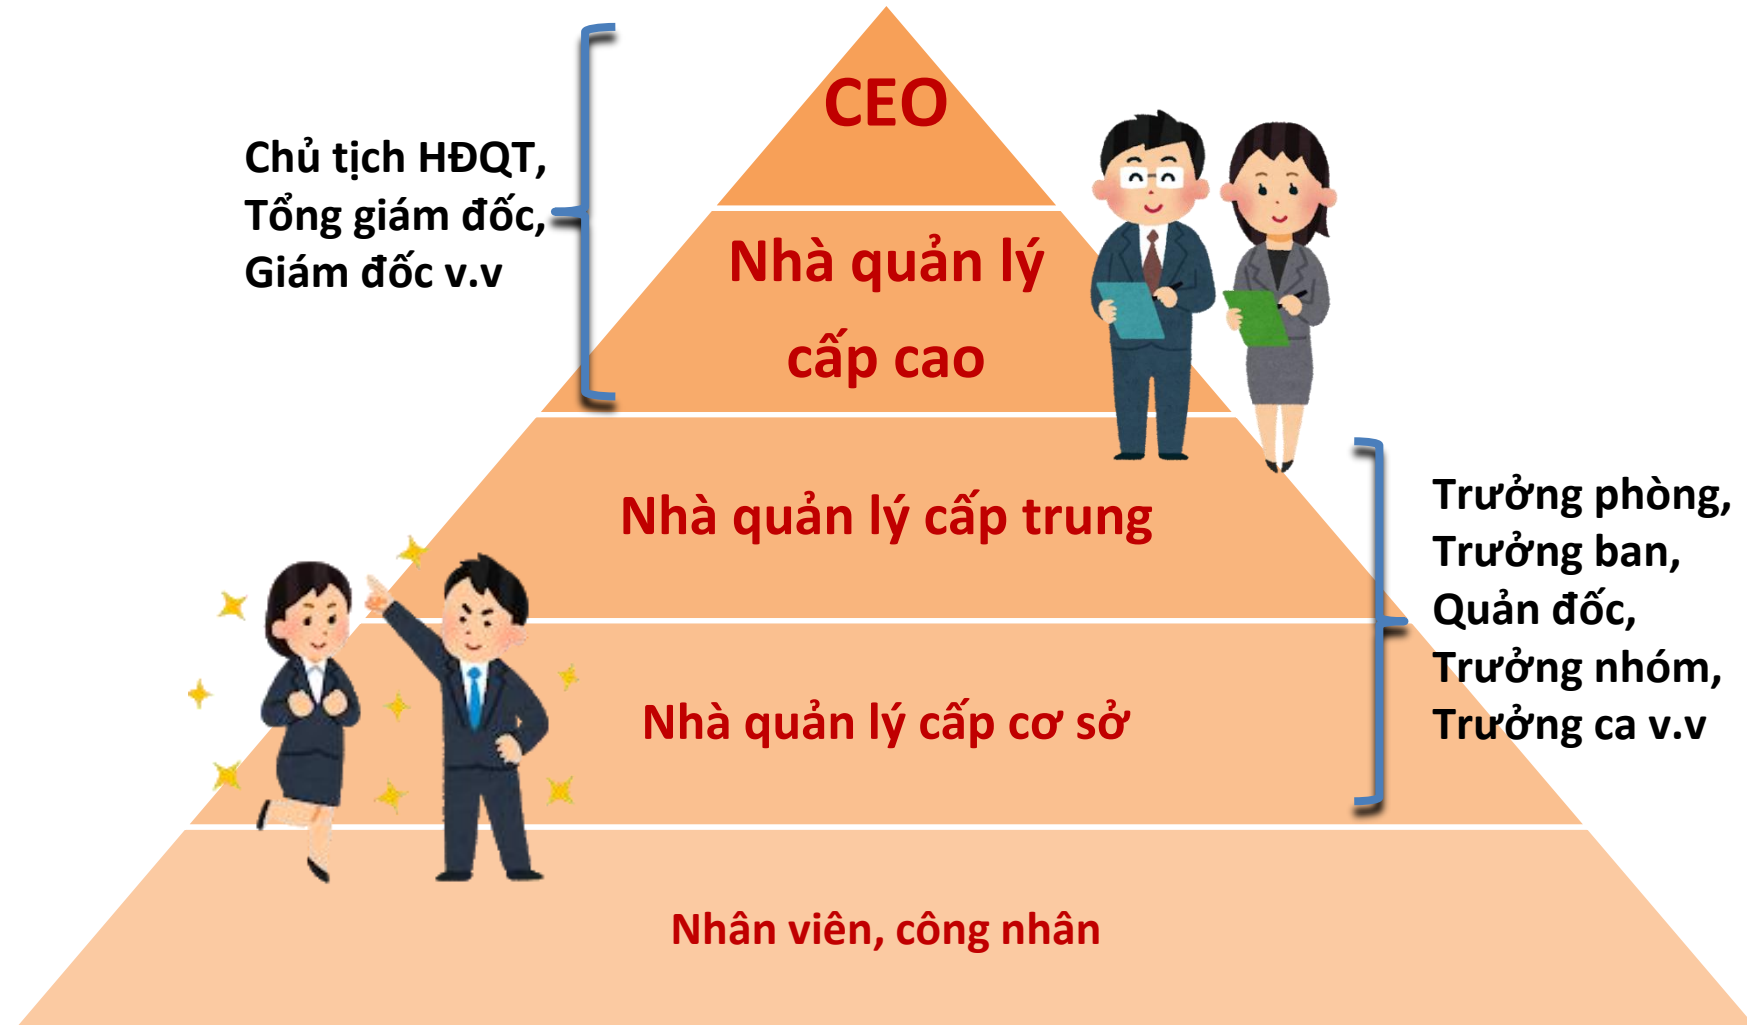 CEO
Chủ tịch HĐQT,
Tổng giám đốc,
Giám đốc v.v
Nhà quản lý
cấp cao
Nhà quản lý cấp trung
Trưởng phòng,
Trưởng ban,
Quản đốc,
Trưởng nhóm,
Trưởng ca v.v
Nhà quản lý cấp cơ sở
Nhân viên, công nhân